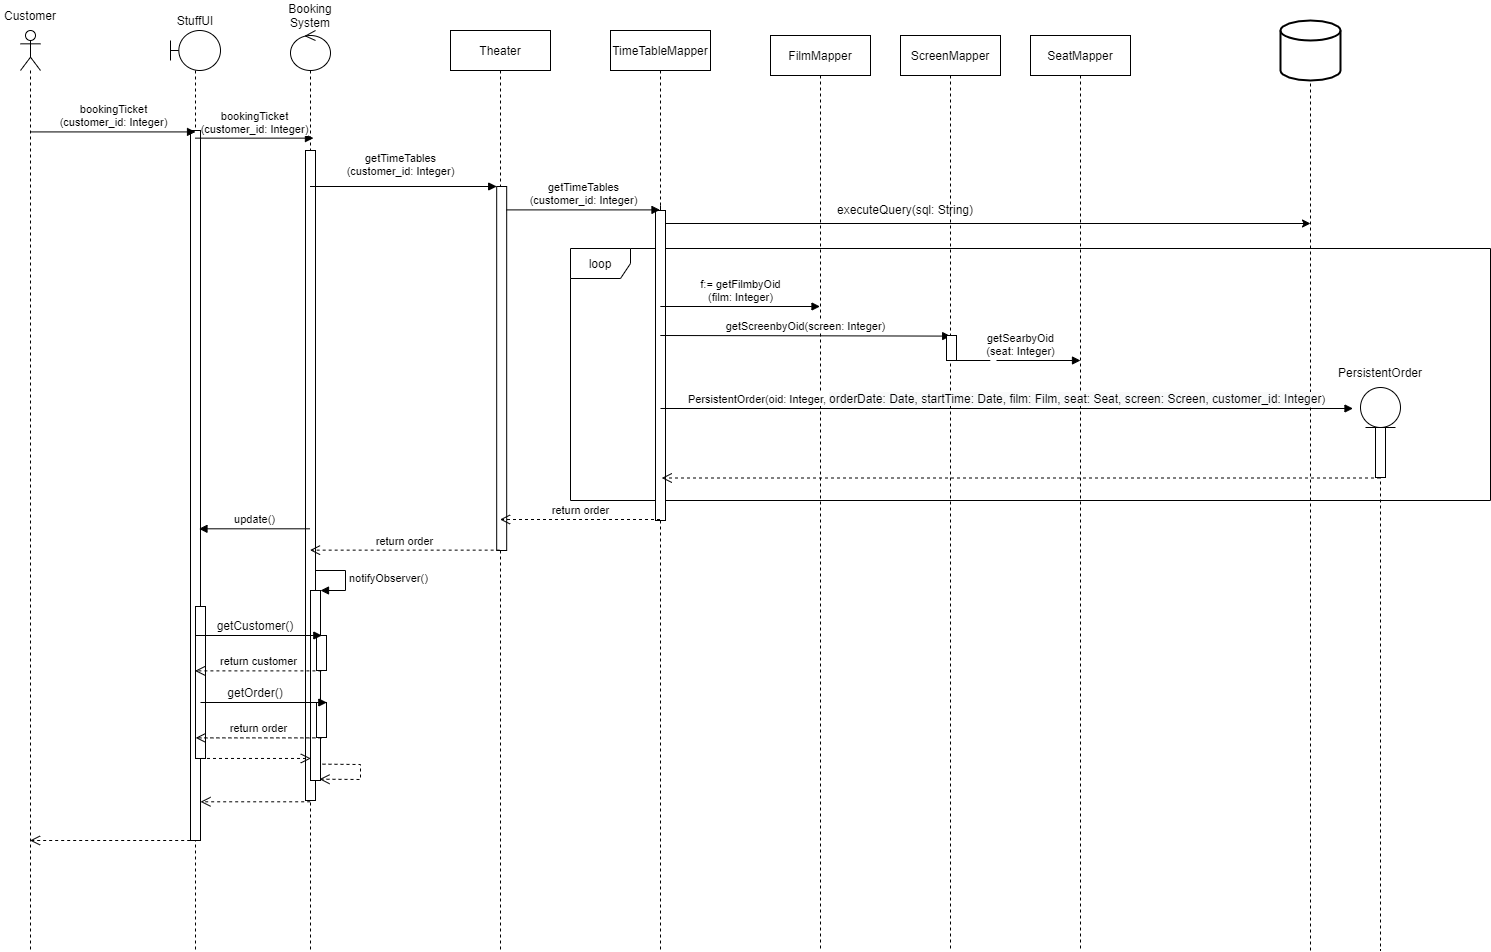 Customer
StuffUI
Booking
System
Theater
TimeTableMapper
FilmMapper
ScreenMapper
SeatMapper
bookingTicket
(customer_id: Integer)
bookingTicket
(customer_id: Integer)
getTimeTables
(customer_id: Integer)
getTimeTables
(customer_id: Integer)
executeQuery(sql: String)
loop
f:= getFilmbyOid
(film: Integer)
getScreenbyOid(screen: Integer)
getSearbyOid
(seat: Integer)
PersistentOrder
PersistentOrder(oid: Integer, orderDate: Date, startTime: Date, film: Film, seat: Seat, screen: Screen, customer_id: Integer)
return order
update()
return order
notifyObserver()
getCustomer()
return customer
getOrder()
return order